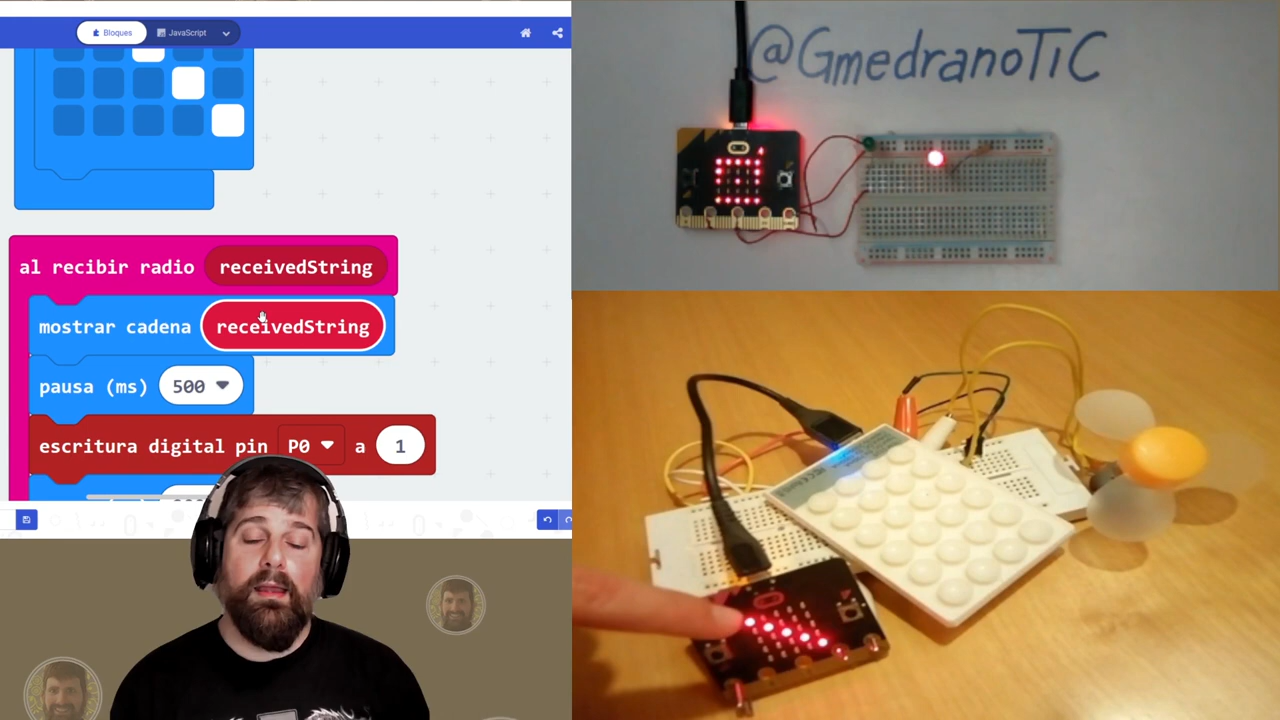 Bloques
JavaScript
al recibir radio receivedString
mostrar cadena receivedString
pausa (ms) 500
escritura digital pin P0 a 1
@GmedranoTIC